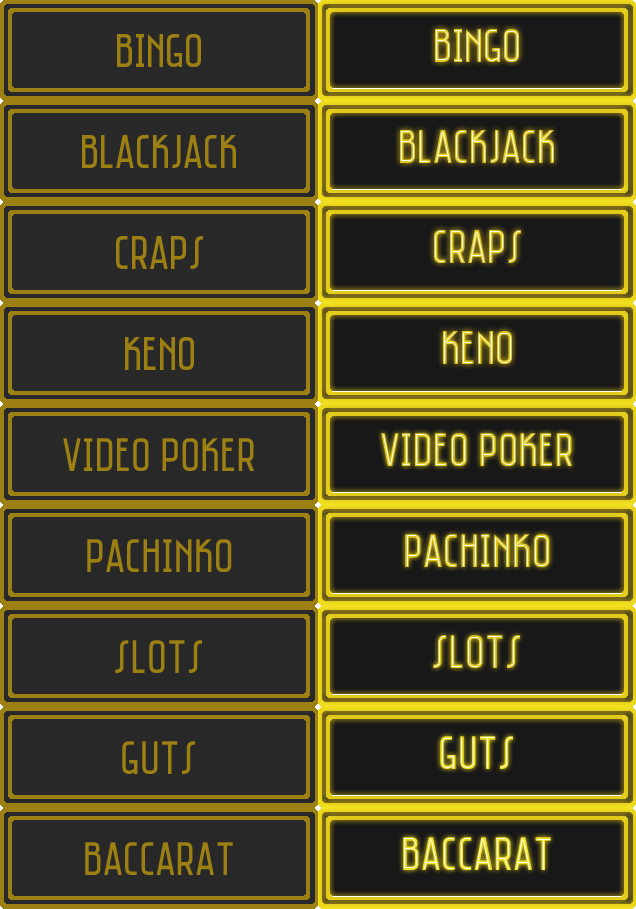 BINGO BINGO
BLACKJACK BLACKJACK
CRAPS CRAPS
KENO KENO
VIDEO POKER VIDEO POKER
PACHINKO PACHINKO
SLOTS SLOTS
GUTS GUTS
BACCARAT BACCARAT